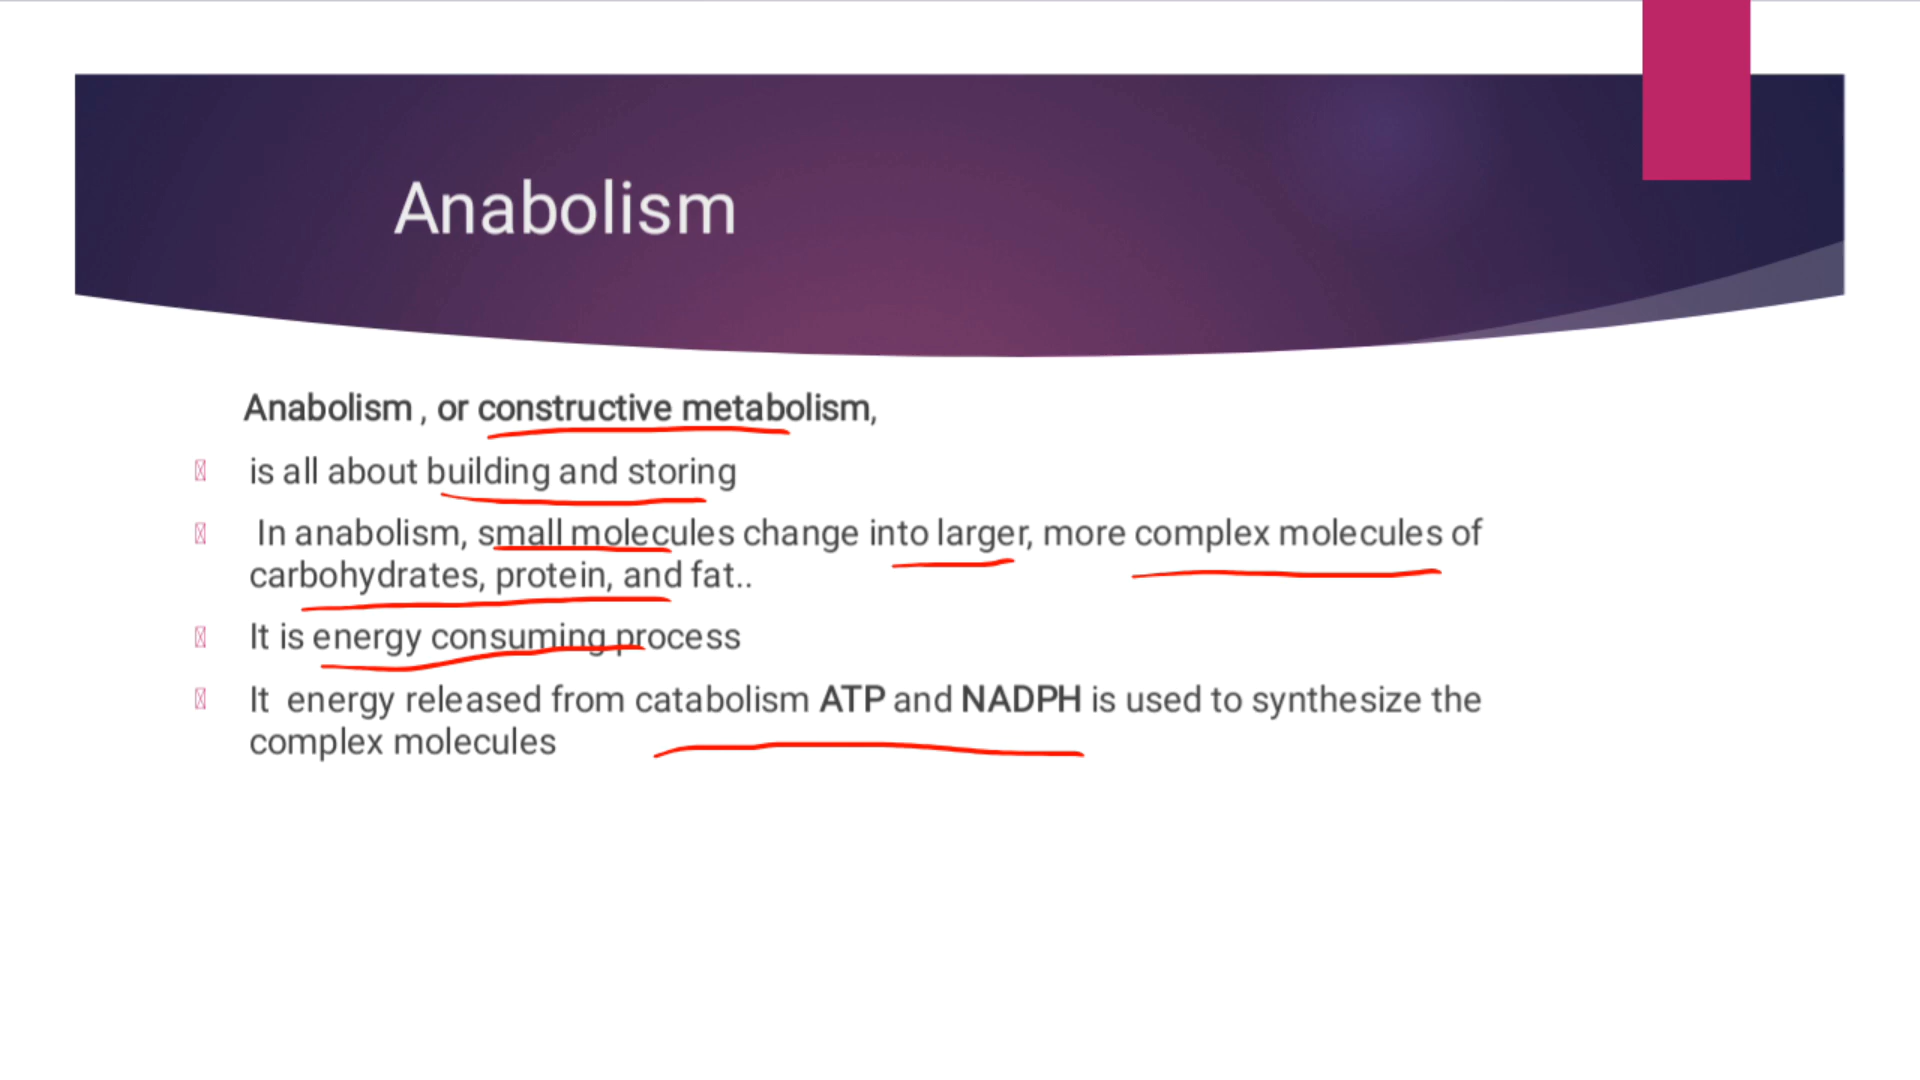 Anabolism
Anabolism , or constructive metabolism,
is all about building and storing
In anabolism, small molecules change into larger, more complex molecules of
carbohydrates, protein, and fat..
It is energy consuming process
It  energy released from catabolism ATP and NADPH is used to synthesize the
complex molecules